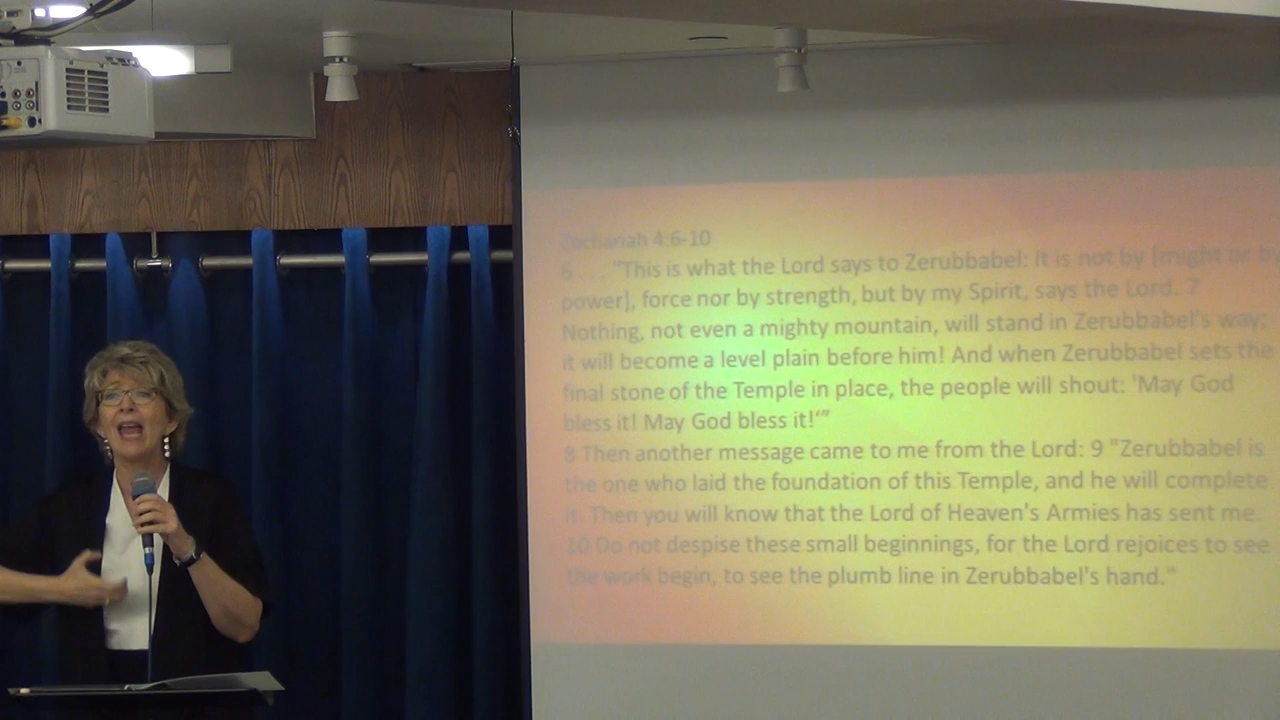 Zechariah 4:6-10
6 . . . "This is what the Lord says to Zerubbabel: It is not by [might or by
power], force nor by strength, but by my Spirit, says the Lord. 7
Nothing, not even a mighty mountain, will stand in Zerubbabel's way;
it will become a level plain before him! And when Zerubbabel sets the
final stone of the Temple in place, the people will shout: 'May God
bless it! May God bless it!'"
8 Then another message came to me from the Lord: 9 "Zerubbabel is
the one who laid the foundation of this Temple, and he will complete
it. Then you will know that the Lord of Heaven's Armies has sent me.
10 Do not despise these small beginnings, for the Lord rejoices to see
the work begin, to see the plumb line in Zerubbabel's hand."